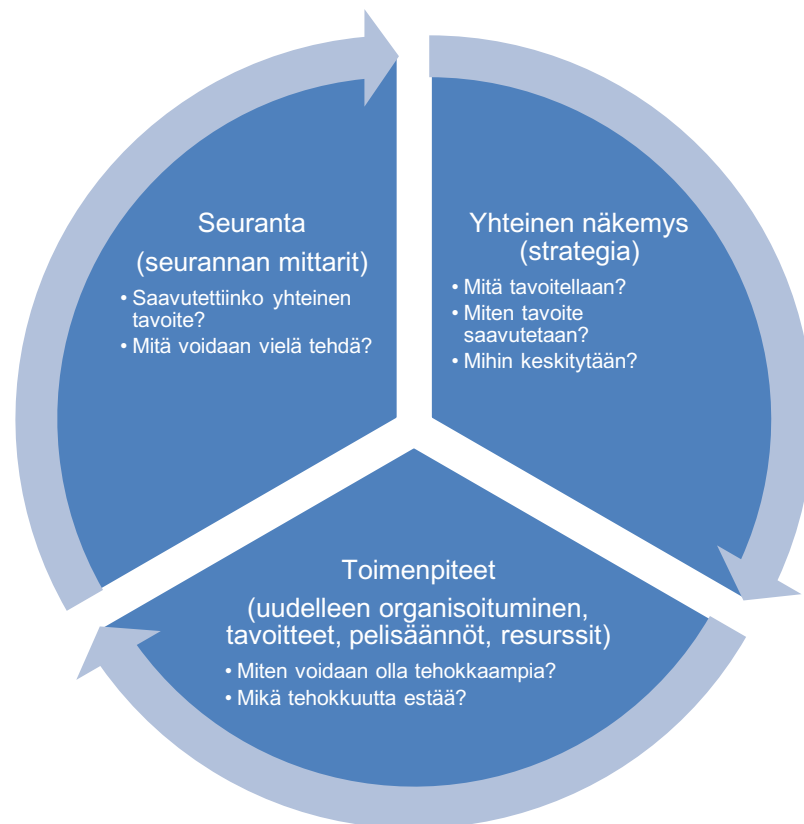 Seuranta
(seurannan mittarit)
• Saavutettiinko yhteinen
tavoite?
• Mitä voidaan vielä tehdä?
Yhteinen näkemys
(strategia)
• Mitä tavoitellaan?
• Miten tavoite
saavutetaan?
• Mihin keskitytään?
Toimenpiteet
(uudelleen organisoituminen,
tavoitteet, pelisäännöt, resurssit)
• Miten voidaan olla tehokkaampia?
• Mikä tehokkuutta estää?